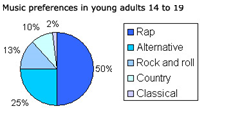 Music preferences in young adults 14 to 19
10%
2%
13%
50%
25%
Rap
Alternative
Rock and roll
Country
Classical